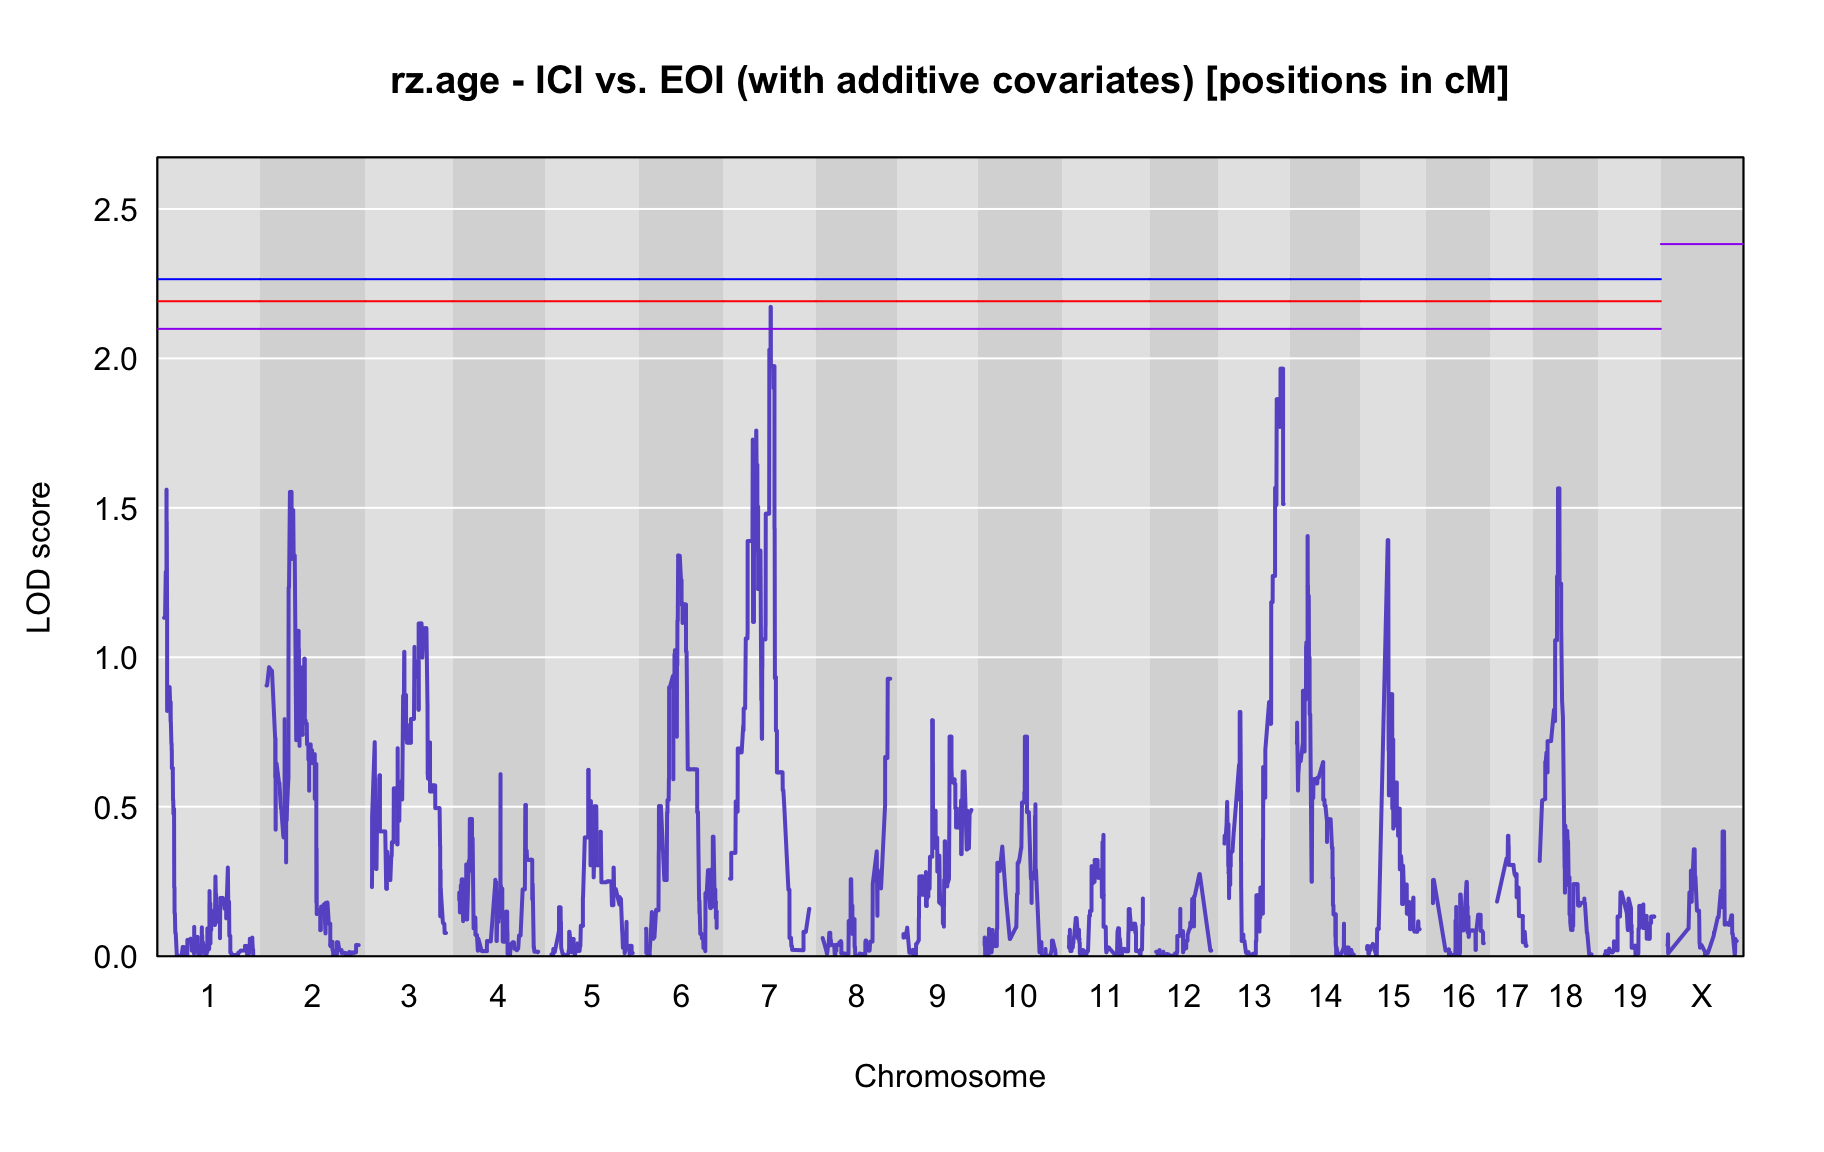 rz.age - ICI vs. EOI (with additive covariates) [positions in cM]
2.5
2.0
1.5
1.0
0.5
0.0
LOD score
1 2 3 4 5 6 7 8 9 10 11 12 13 14 15 16 17 18 19 X
Chromosome